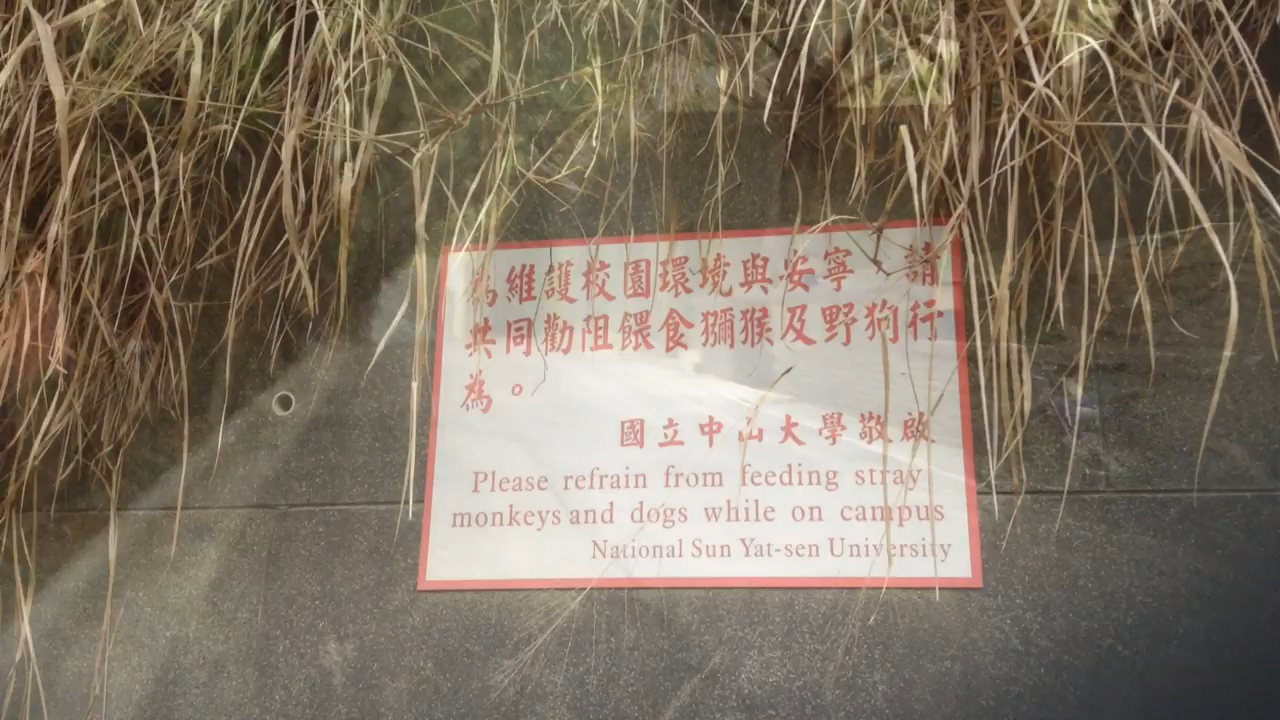 為維護校園環境與安寧 請
共同勸阻餵食獼猴及野狗行
為。
國立中山大學敬啟
Please refrain from feeding stray
monkeys and dogs while on campus
National Sun Yat-sen University